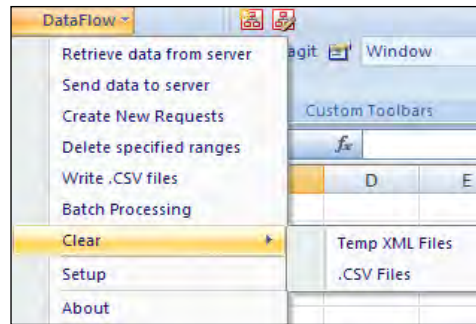 DataFlow
Retrieve data from server
agit Window
Send data to server
Create New Requests
Custom Toolbars
Delete specified ranges
fx
Write .CSV files
D E
Batch Processing
Clear
Temp XML Files
Setup
.CSV Files
About